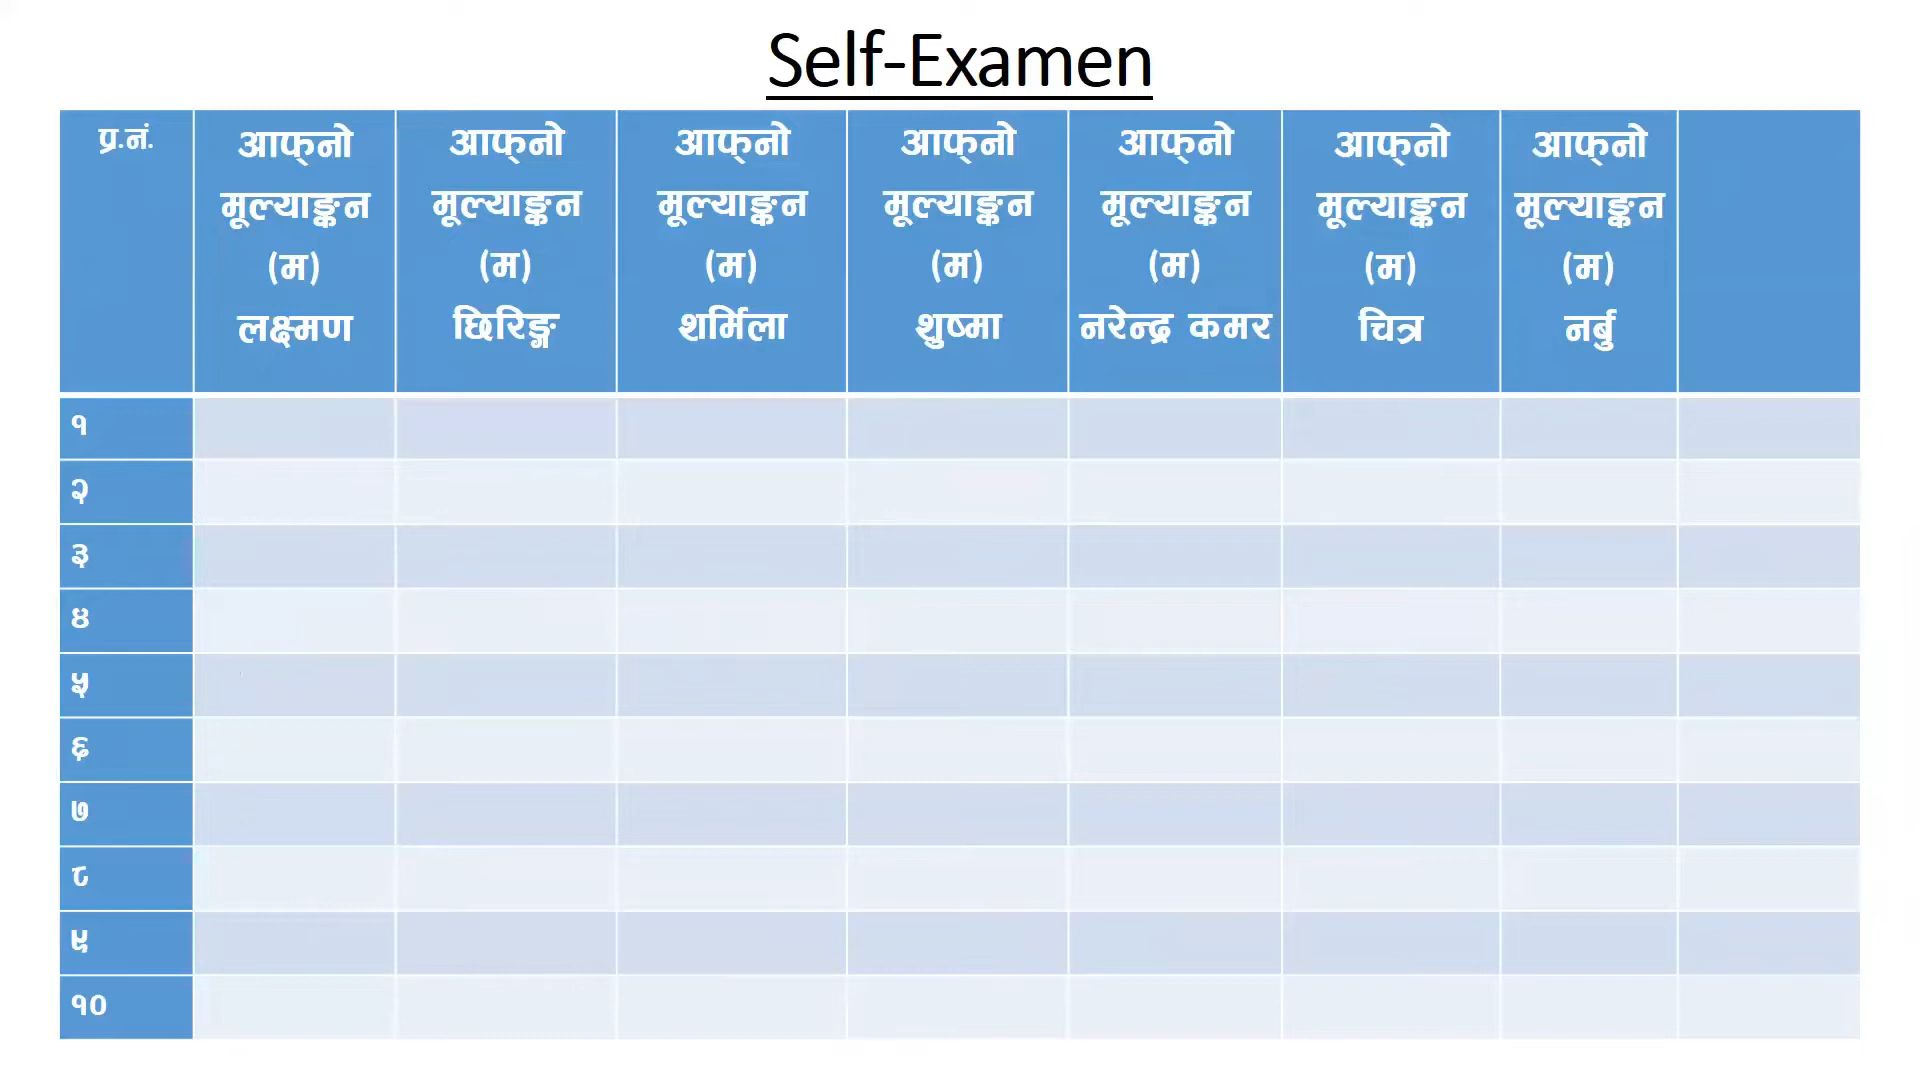 Self-Examen
प्र.नं.
आफ्नो
मूल्याङ्कन
(म)
लक्ष्मण
आफ्नो
मूल्याङ्कन
(म)
छिरिङ्ग
आफ्नो
मूल्याङ्कन
(म)
शर्मिला
आफ्नो
मूल्याङ्कन
(म)
शुष्मा
आफ्नो
मूल्याङ्कन
(म)
नरेन्द्र कमर
आफ्नो
मूल्याङ्कन
(म)
चित्र
आफ्नो
मूल्याङ्कन
(म)
नर्बु
१
२
३
४
५
६
७
८
९
१०